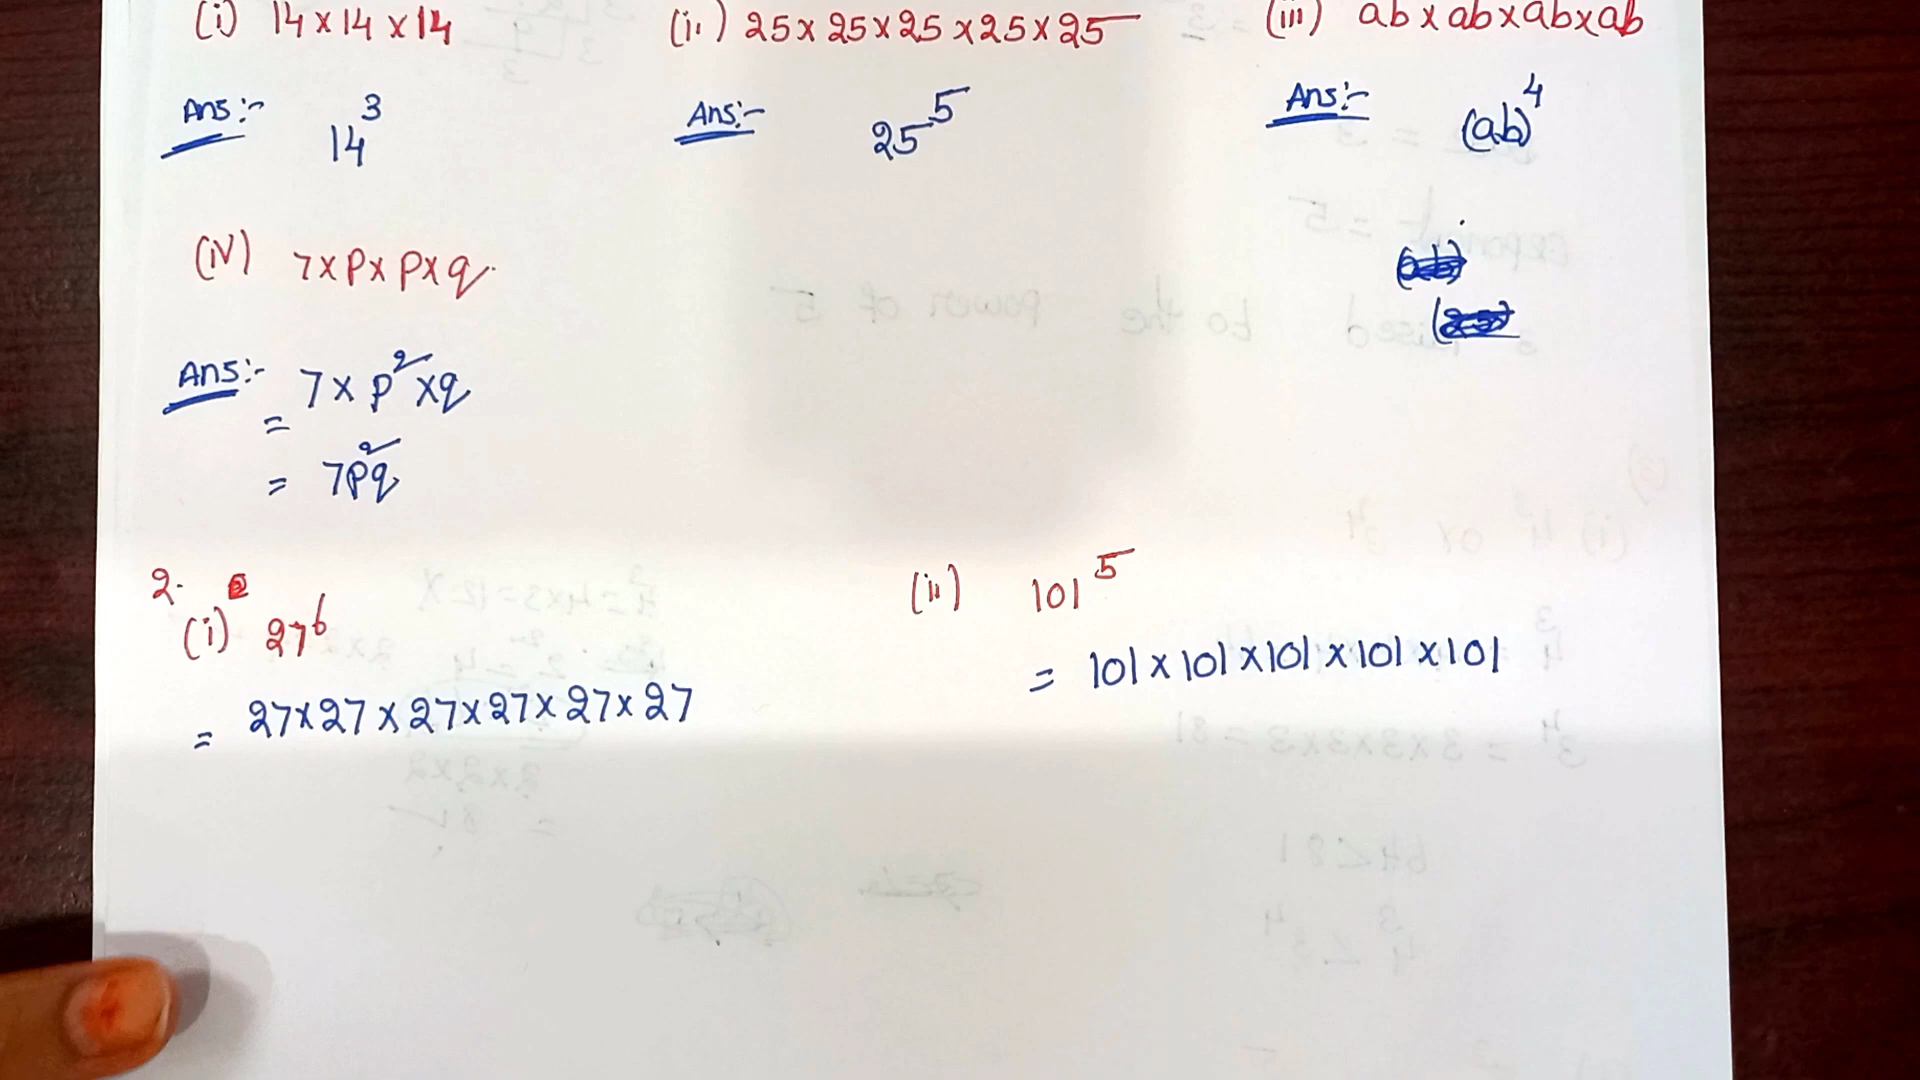 (i) 14 x 14 x 14 (ii) 25 x 25 x 25 x 25 x 25 (iii) ab x ab x ab x ab
Ans:- 14³ Ans:- 25⁵ Ans:- (ab)⁴
(iv) 7 x p x p x q.
Ans:- 7 x p² x q
=
= 7p²q
2.
(i) 27⁶ (ii) 101⁵
= 27 x 27 x 27 x 27 x 27 x 27 = 101 x 101 x 101 x 101 x 101